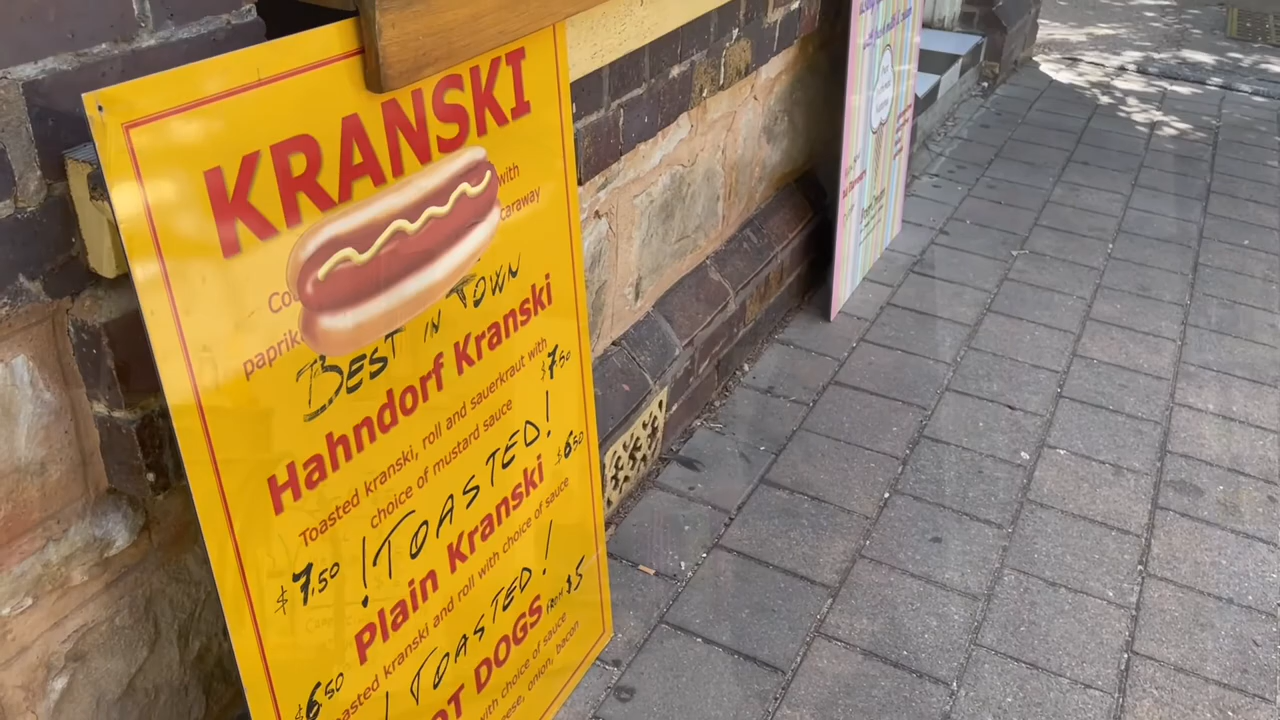 KRANSKI
with
caraway
paprik
BEST IN TOWN
Hahndorf Kranski
Toasted kranski, roll and sauerkraut with $7.50
choice of mustard sauce
$7.50 !TOASTED!
Plain Kranski $6.50
Toasted kranski and roll with choice of sauce
$6.50 !TOASTED!
HOT DOGS FROM $5
with choice of sauce
cheese, onion, bacon